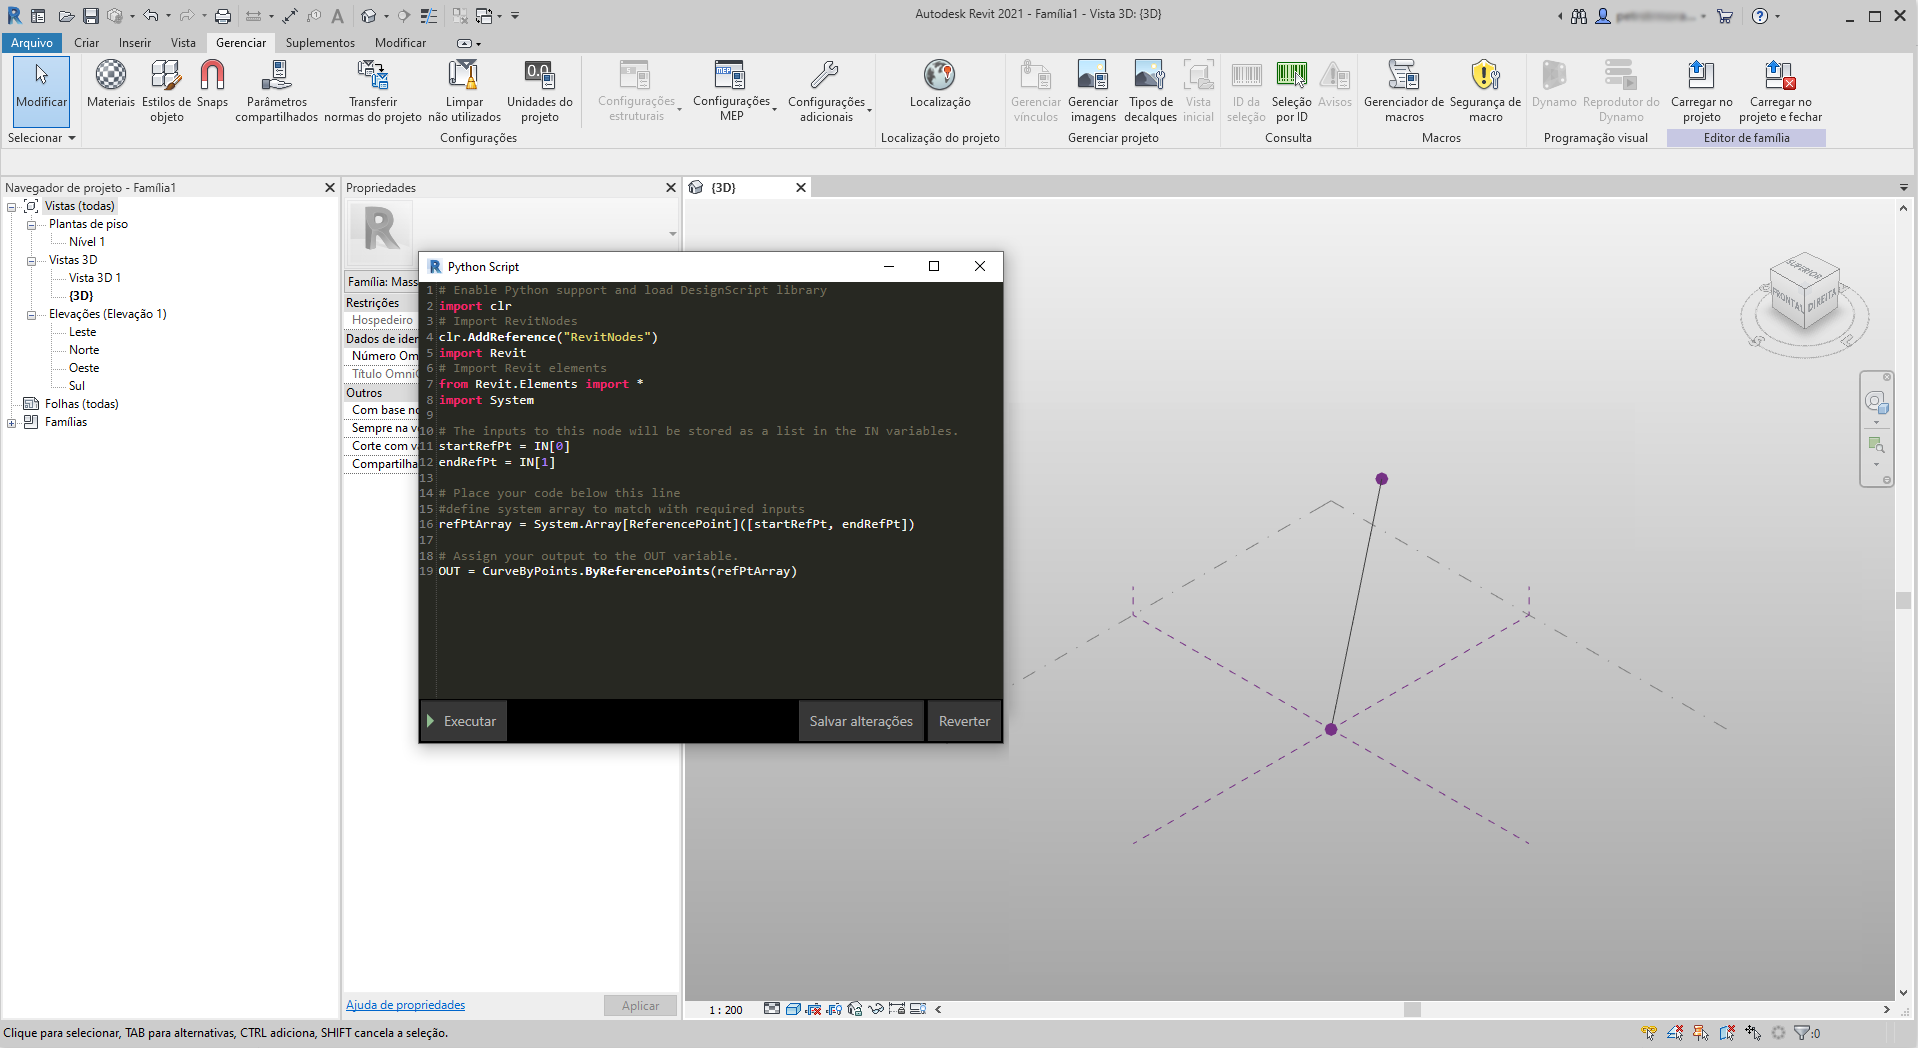 Autodesk Revit 2021 - Família1 - Vista 3D: {3D}
Arquivo Criar Inserir Vista Gerenciar Suplementos Modificar
Modificar
Materiais
Estilos de
objeto
Snaps
Parâmetros
compartilhados
Transferir
normas do projeto
Limpar
não utilizados
Unidades do
projeto
Configurações
estruturais
Configurações
MEP
Configurações
adicionais
Localização
Gerenciar
vínculos
Gerenciar
imagens
Tipos de
decalques
Vista
inicial
ID da
seleção
Seleção
por ID
Avisos
Gerenciador de
macros
Segurança de
macro
Dynamo
Reprodutor do
Dynamo
Carregar no
projeto
Carregar no
projeto e fechar
Selecionar
Configurações
Localização do projeto
Gerenciar projeto
Consulta
Macros
Programação visual
Editor de família
Navegador de projeto - Família1
Vistas (todas)
Plantas de piso
Nível 1
Vistas 3D
Vista 3D 1
{3D}
Elevações (Elevação 1)
Leste
Norte
Oeste
Sul
Folhas (todas)
Famílias
Propriedades
R
Família: Mass
Restrições
Hospedeiro
Dados de iden
Número Om
Título OmniC
Outros
Com base no
Sempre na v
Corte com v
Compartilha
Ajuda de propriedades
Aplicar
{3D}
Python Script
1 # Enable Python support and load DesignScript library
2 import clr
3 # Import RevitNodes
4 clr.AddReference("RevitNodes")
5 import Revit
6 # Import Revit elements
7 from Revit.Elements import *
8 import System
9
10 # The inputs to this node will be stored as a list in the IN variables.
11 startRefPt = IN[0]
12 endRefPt = IN[1]
13
14 # Place your code below this line
15 #define system array to match with required inputs
16 refPtArray = System.Array[ReferencePoint]([startRefPt, endRefPt])
17
18 # Assign your output to the OUT variable.
19 OUT = CurveByPoints.ByReferencePoints(refPtArray)
Executar
Salvar alterações
Reverter
SUPERIOR
FRONTAL
DIREITA
1 : 200
Clique para selecionar, TAB para alternativas, CTRL adiciona, SHIFT cancela a seleção.
:0